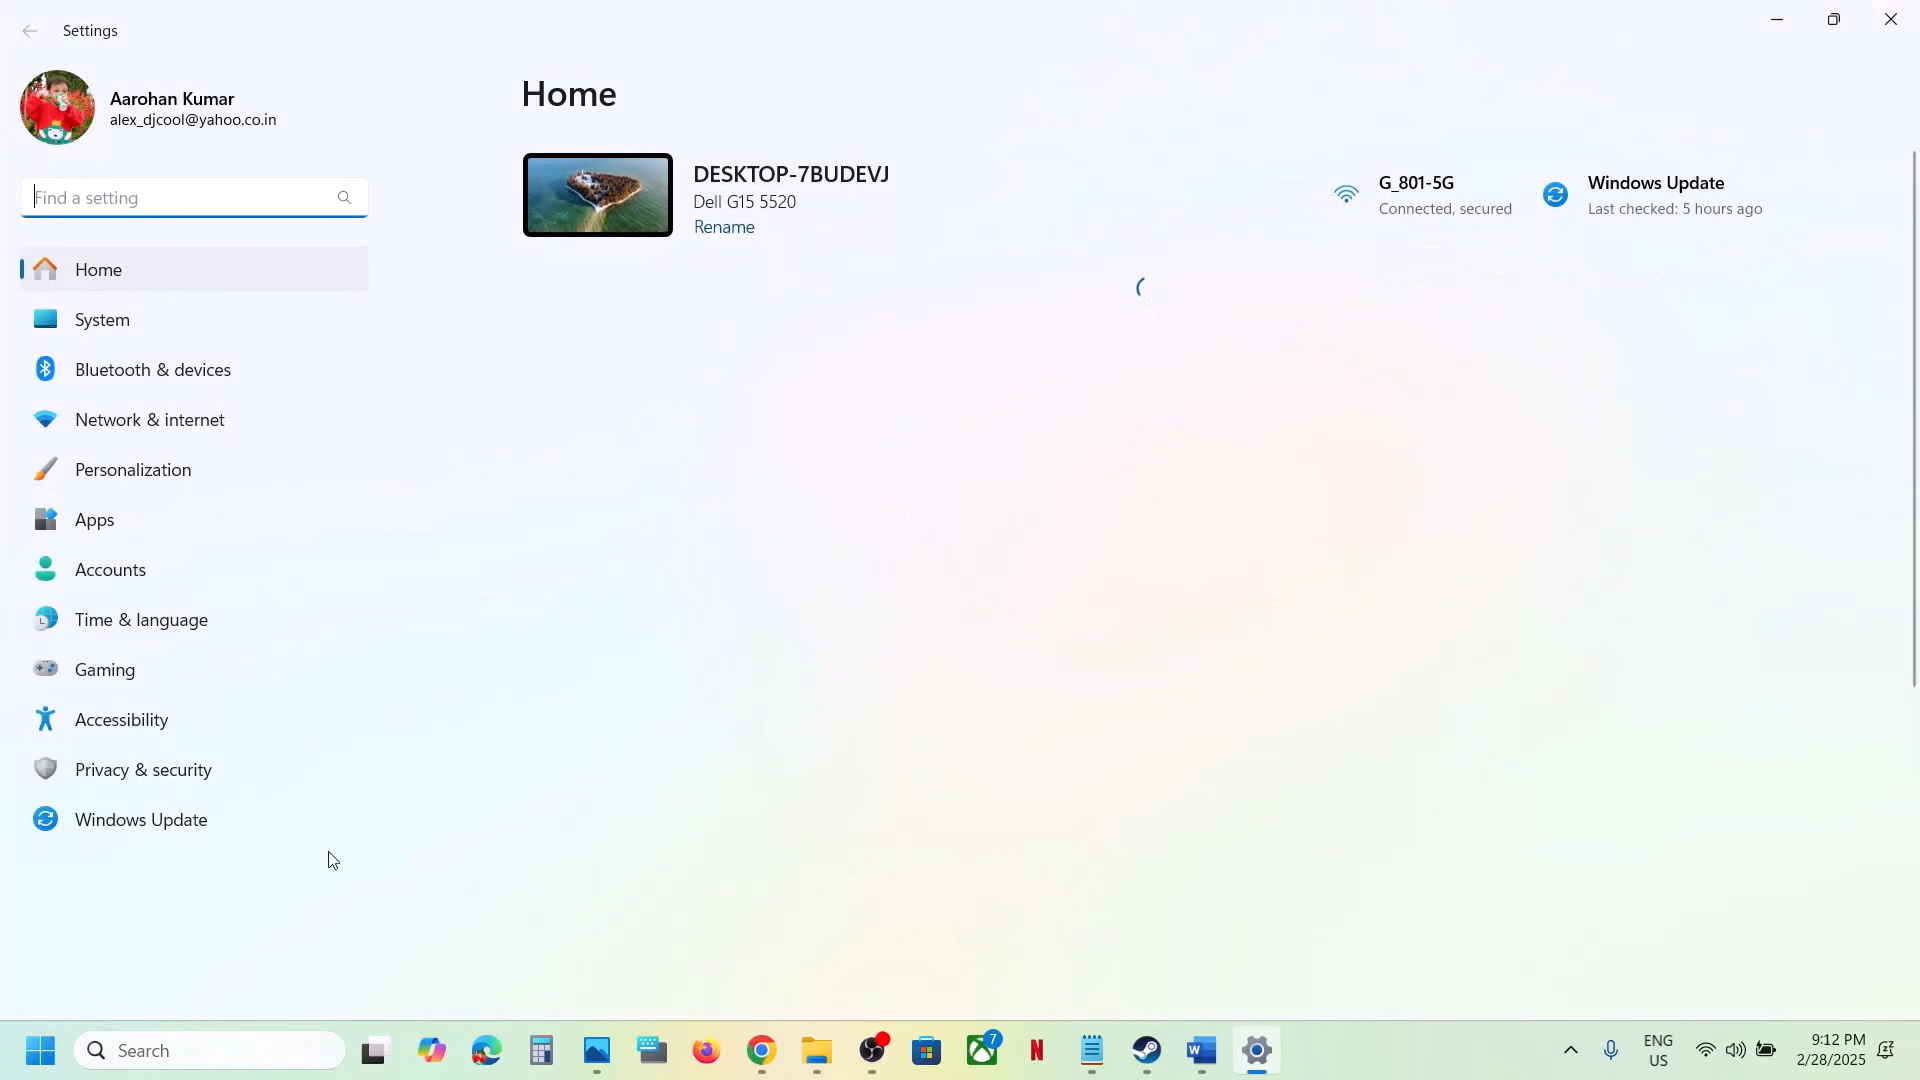 Settings
Aarohan Kumar
alex_djcool@yahoo.co.in
Find a setting
Home
System
Bluetooth & devices
Network & internet
Personalization
Apps
Accounts
Time & language
Gaming
Accessibility
Privacy & security
Windows Update
Home
DESKTOP-7BUDEVJ
Dell G15 5520
Rename
G_801-5G
Connected, secured
Windows Update
Last checked: 5 hours ago
Search
7
N
W
ENG
US
9:12 PM
2/28/2025